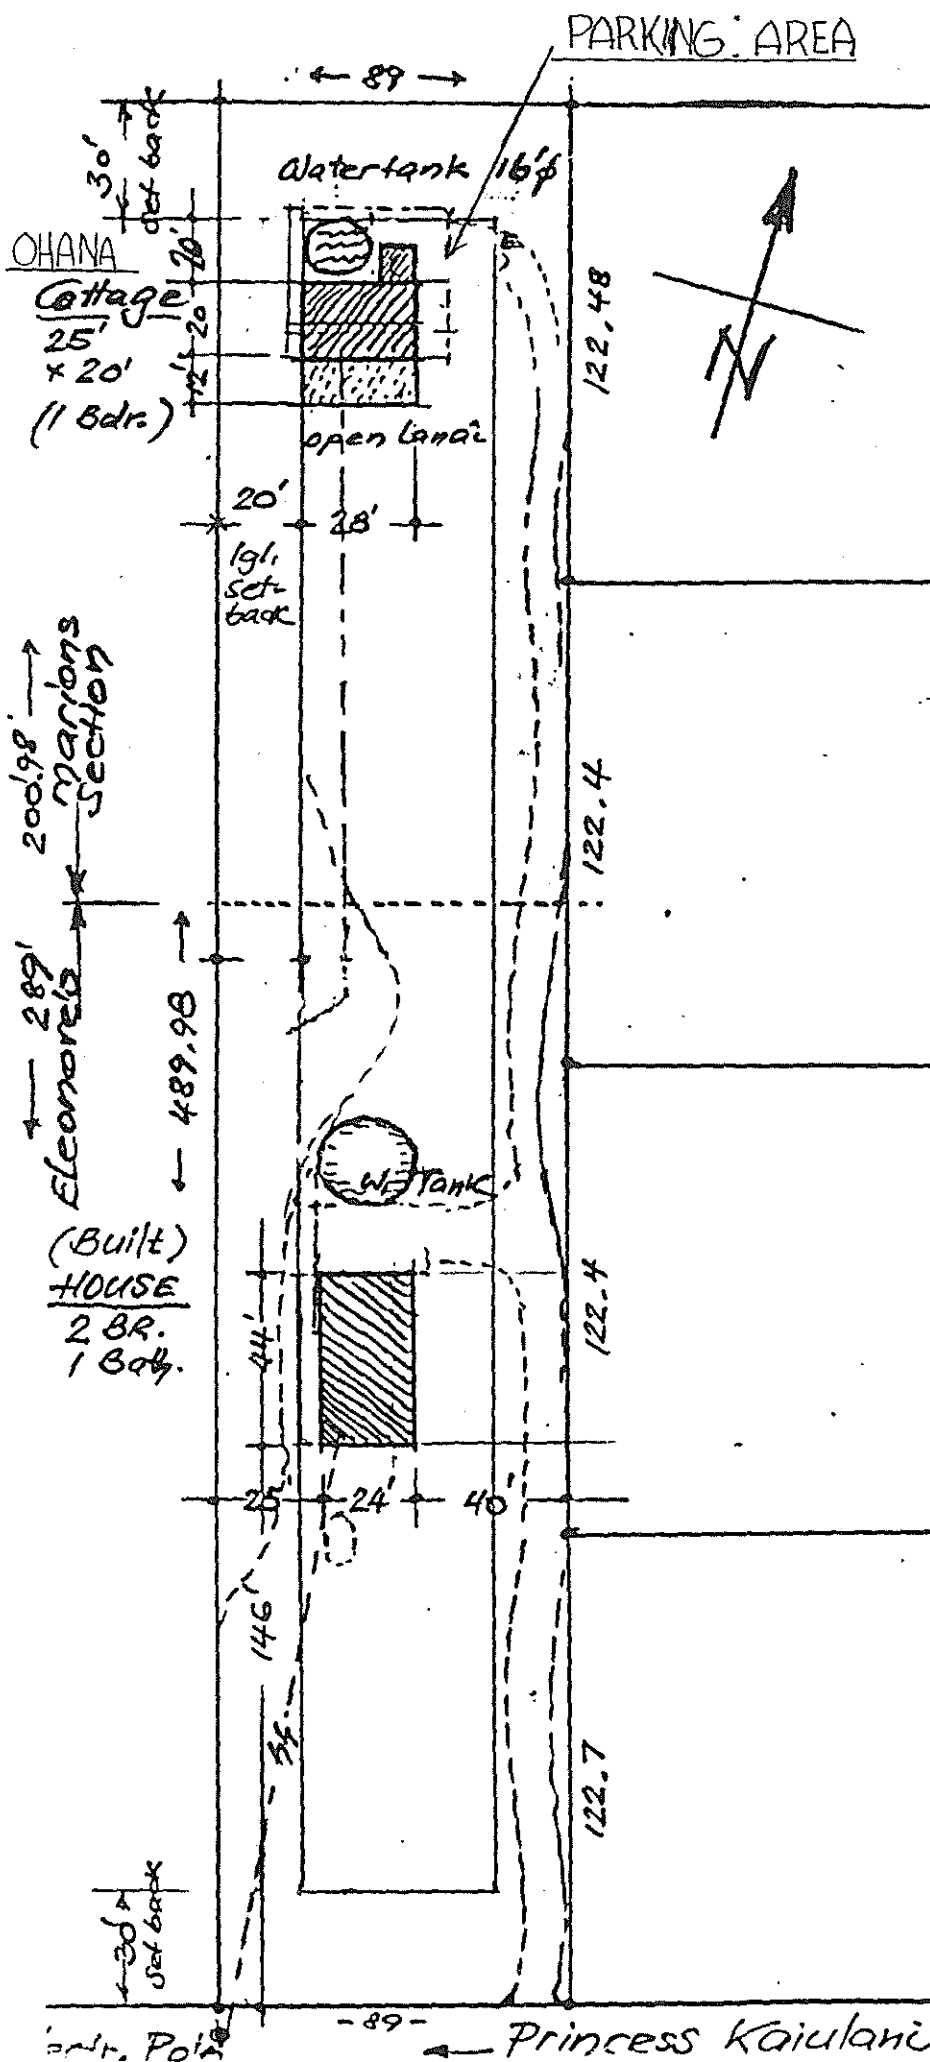 PARKING: AREA
← 89 →
30'
set back
Watertank 16'ϕ
OHANA
Cottage
25'
× 20'
(1 Bdr.)
20'
20
12'
122.48
N
open lanai
20'
28'
lgl.
set-
back
200.98' →
Marions
Section
122.4
← 289'
Eleonore's
← 489.98 →
W. Tank
(Built)
HOUSE
2 BR.
1 Bath.
44'
122.4
25'
24'
40'
146'
122.7
30'
set back
-89-
← Princess Kaiulani